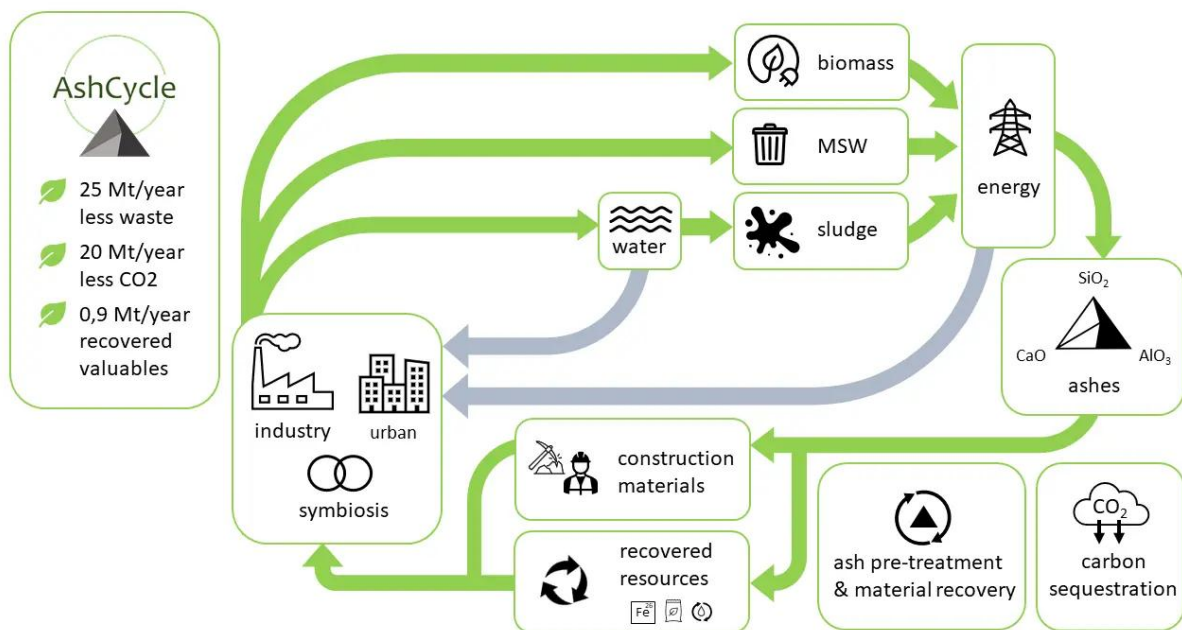 AshCycle
25 Mt/year
less waste
20 Mt/year
less CO2
0,9 Mt/year
recovered
valuables
biomass
MSW
water
sludge
energy
SiO₂
CaO
AlO₃
ashes
industry
urban
symbiosis
construction
materials
recovered
resources
26
Fe
ash pre-treatment
& material recovery
CO₂
carbon
sequestration